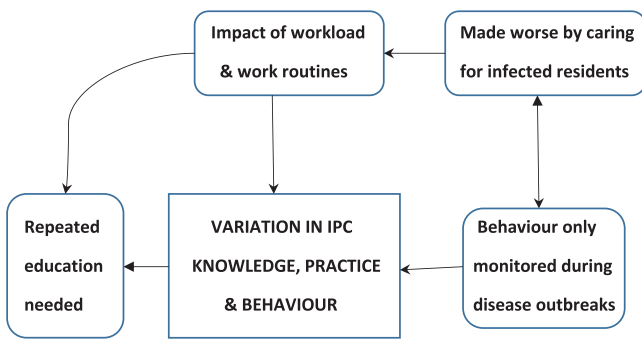 Impact of workload
& work routines
Made worse by caring
for infected residents
Repeated
education
needed
VARIATION IN IPC
KNOWLEDGE, PRACTICE
& BEHAVIOUR
Behaviour only
monitored during
disease outbreaks